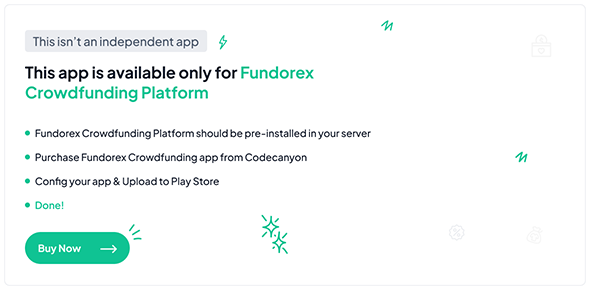 This isn't an independent app
This app is available only for Fundorex
Crowdfunding Platform
Fundorex Crowdfunding Platform should be pre-installed in your server
Purchase Fundorex Crowdfunding app from Codecanyon
Config your app & Upload to Play Store
Done!
Buy Now